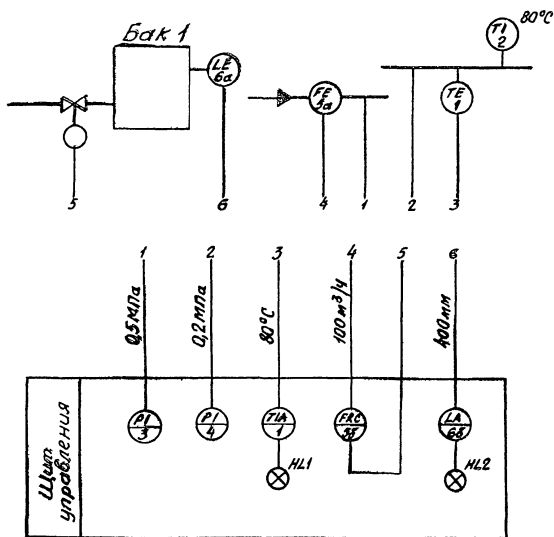 Бак 1
LE
6а
TI
2
80°C
FE
5а
TE
1
5
6
4
1
2
3
1
2
3
4
5
6
0,5 МПа
0,2 МПа
80°C
100 м³/ч
400 мм
Щит
управления
PI
3
PI
4
TIA
1
FRC
5б
LA
6б
HL1
HL2